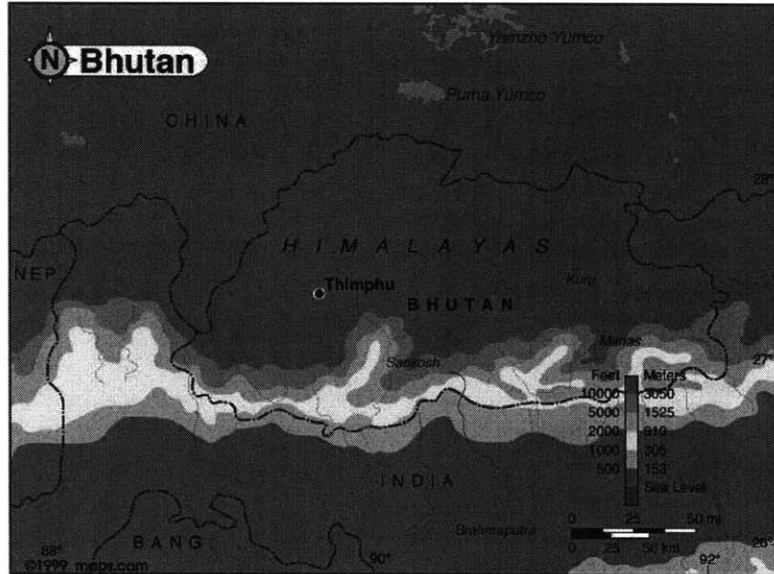 Yamzho Yumco
N Bhutan
Puma Yumco
CHINA
28°
HIMALAYAS
NEP
Kuru
Thimphu
BHUTAN
Manas
Sankosh
27°
Feet Meters
10000 3050
5000 1525
2000 610
1000 305
500 153
Sea Level
INDIA
0 25 50 mi
Brahmaputra
BANG
0 25 50 km
88°
90°
92°
26°
©1999 maps.com